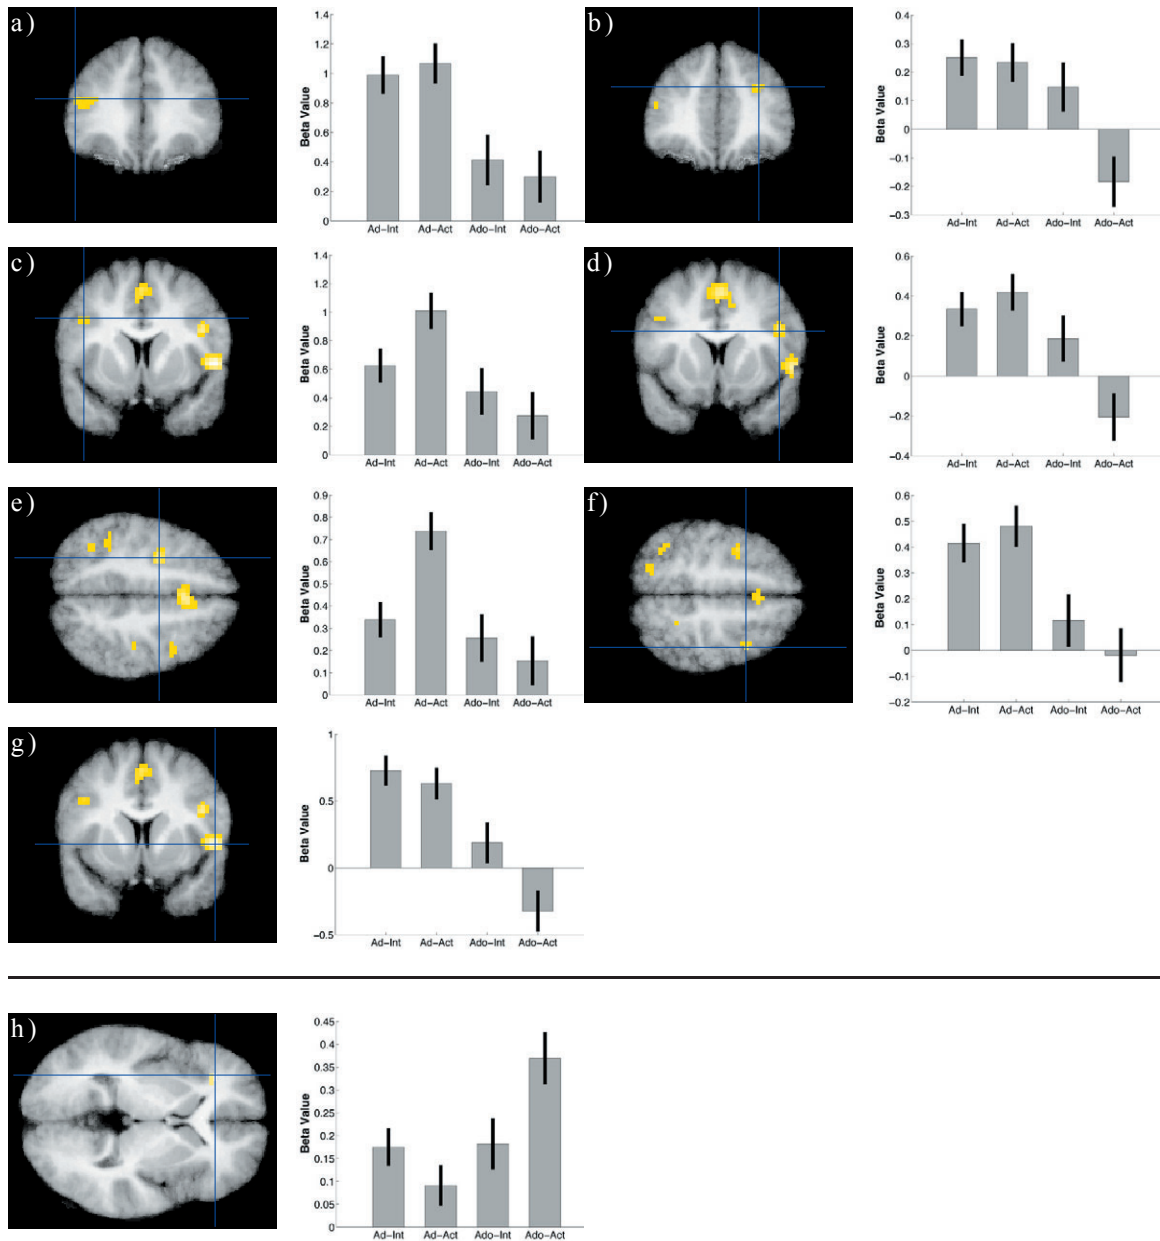 a)
Beta Value
1.4
1.2
1
0.8
0.6
0.4
0.2
0
Ad-Int Ad-Act Ado-Int Ado-Act
b)
Beta Value
0.4
0.3
0.2
0.1
0
-0.1
-0.2
-0.3
Ad-Int Ad-Act Ado-Int Ado-Act
c)
Beta Value
1.4
1.2
1
0.8
0.6
0.4
0.2
0
Ad-Int Ad-Act Ado-Int Ado-Act
d)
Beta Value
0.6
0.4
0.2
0
-0.2
-0.4
Ad-Int Ad-Act Ado-Int Ado-Act
e)
Beta Value
0.9
0.8
0.7
0.6
0.5
0.4
0.3
0.2
0.1
0
Ad-Int Ad-Act Ado-Int Ado-Act
f)
Beta Value
0.6
0.5
0.4
0.3
0.2
0.1
0
-0.1
-0.2
Ad-Int Ad-Act Ado-Int Ado-Act
g)
Beta Value
1
0.5
0
-0.5
Ad-Int Ad-Act Ado-Int Ado-Act
h)
Beta Value
0.45
0.4
0.35
0.3
0.25
0.2
0.15
0.1
0.05
0
Ad-Int Ad-Act Ado-Int Ado-Act